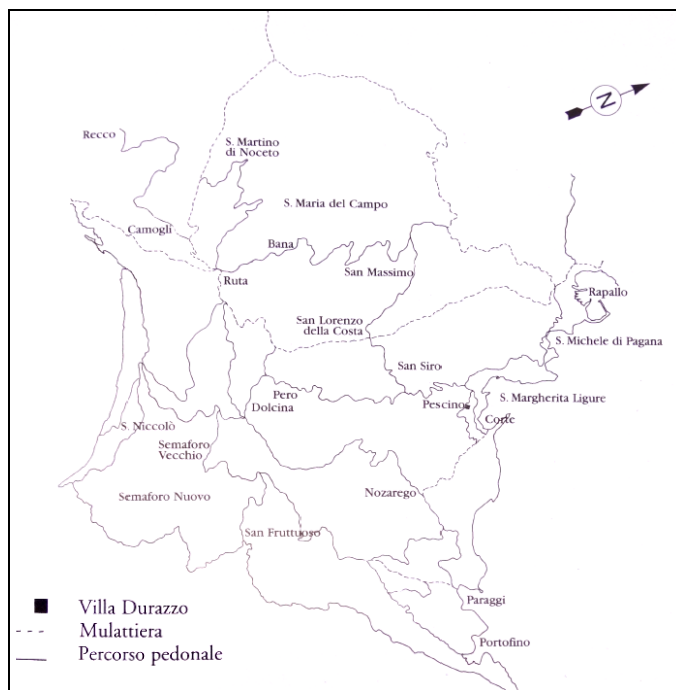 N
Recco
S. Martino
di Noceto
S. Maria del Campo
Camogli
Bana
San Massimo
Ruta
Rapallo
San Lorenzo
della Costa
S. Michele di Pagana
San Siro
Pero
Dolcina
Pescino
S. Margherita Ligure
Corte
S. Niccolò
Semaforo
Vecchio
Semaforo Nuovo
Nozarego
San Fruttuoso
Paraggi
Portofino
Villa Durazzo
Mulattiera
Percorso pedonale